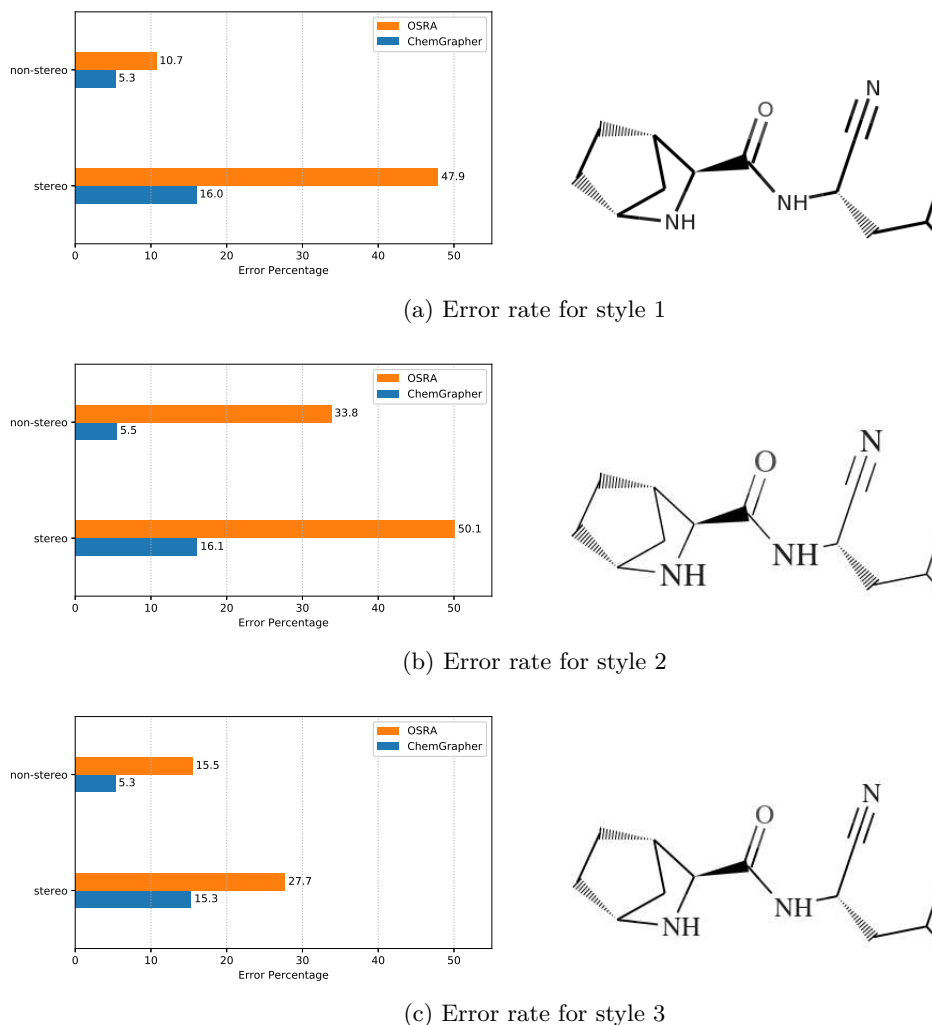 OSRA
ChemGrapher
non-stereo
10.7
5.3
stereo
47.9
16.0
0 10 20 30 40 50
Error Percentage
O
N
NH
NH
(a) Error rate for style 1
OSRA
ChemGrapher
non-stereo
33.8
5.5
stereo
50.1
16.1
0 10 20 30 40 50
Error Percentage
O
N
NH
NH
(b) Error rate for style 2
OSRA
ChemGrapher
non-stereo
15.5
5.3
stereo
27.7
15.3
0 10 20 30 40 50
Error Percentage
O
N
NH
NH
(c) Error rate for style 3